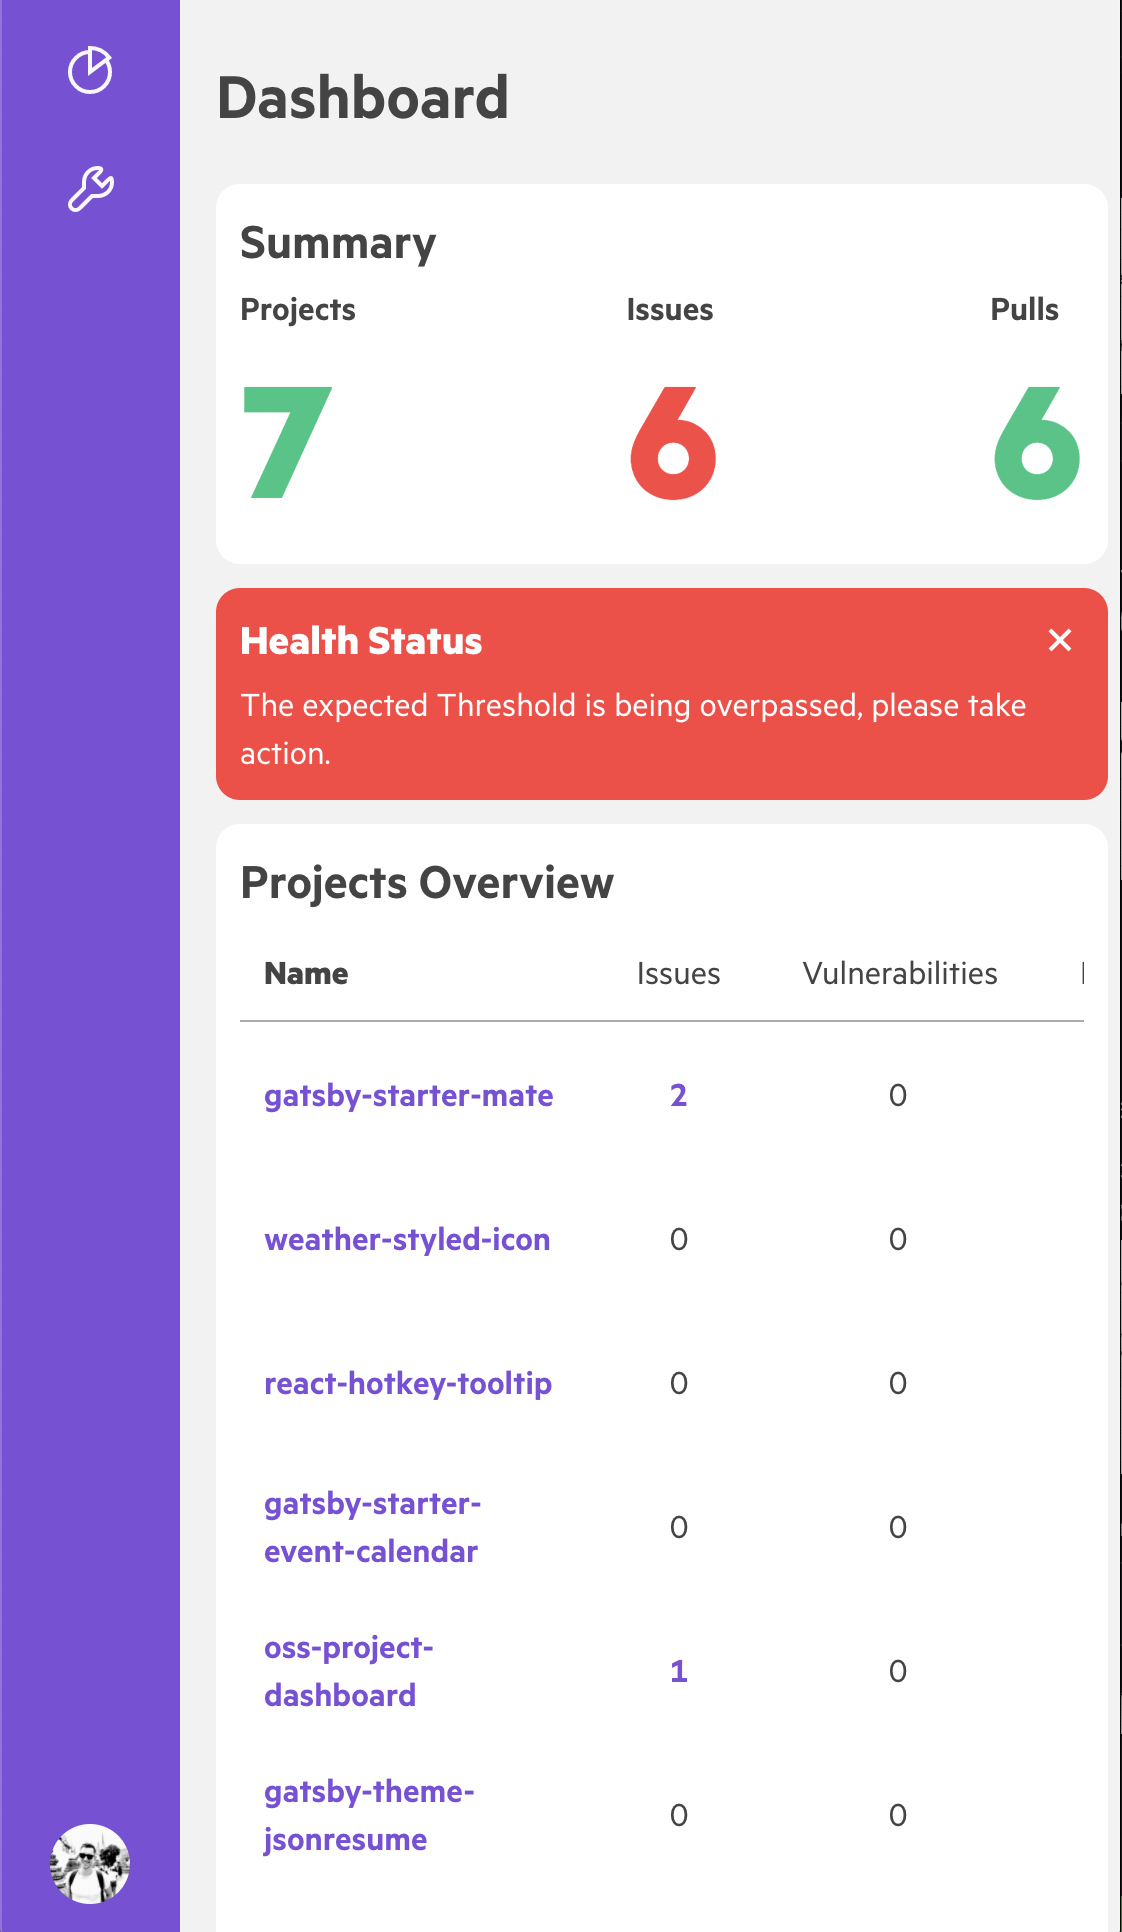 Dashboard
Summary
Projects Issues Pulls
7 6 6
Health Status
The expected Threshold is being overpassed, please take
action.
Projects Overview
Name Issues Vulnerabilities
gatsby-starter-mate 2 0
weather-styled-icon 0 0
react-hotkey-tooltip 0 0
gatsby-starter-
event-calendar 0 0
oss-project-
dashboard 1 0
gatsby-theme-
jsonresume 0 0